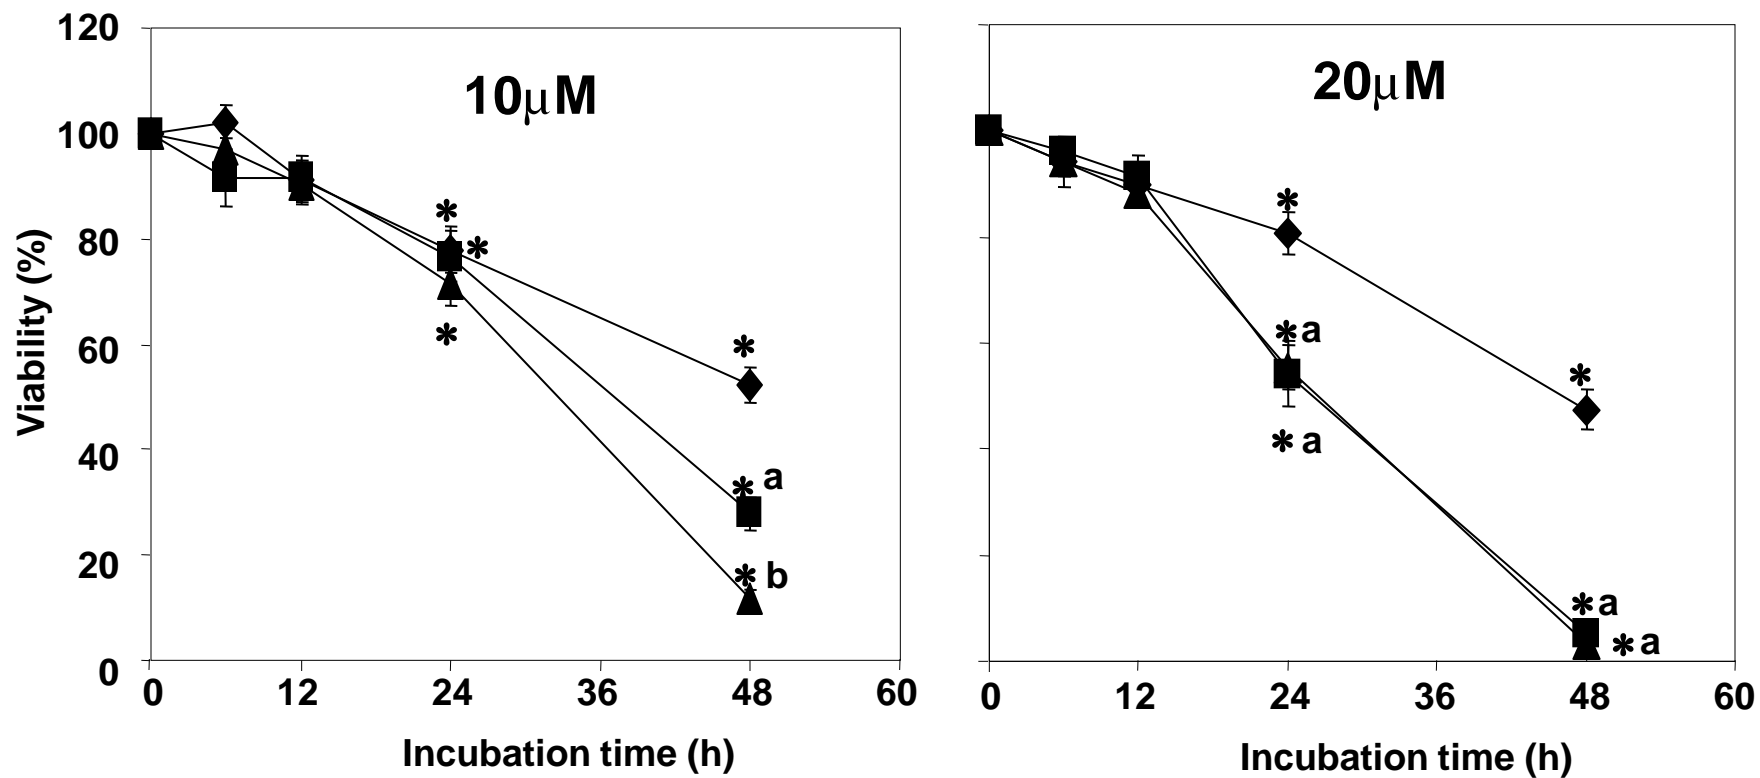 120
100
80
60
40
20
0
Viability (%)
10μM
*
*
*
*
* a
* b
0 12 24 36 48 60
Incubation time (h)
20μM
*
* a
* a
*
* a
* a
0 12 24 36 48 60
Incubation time (h)